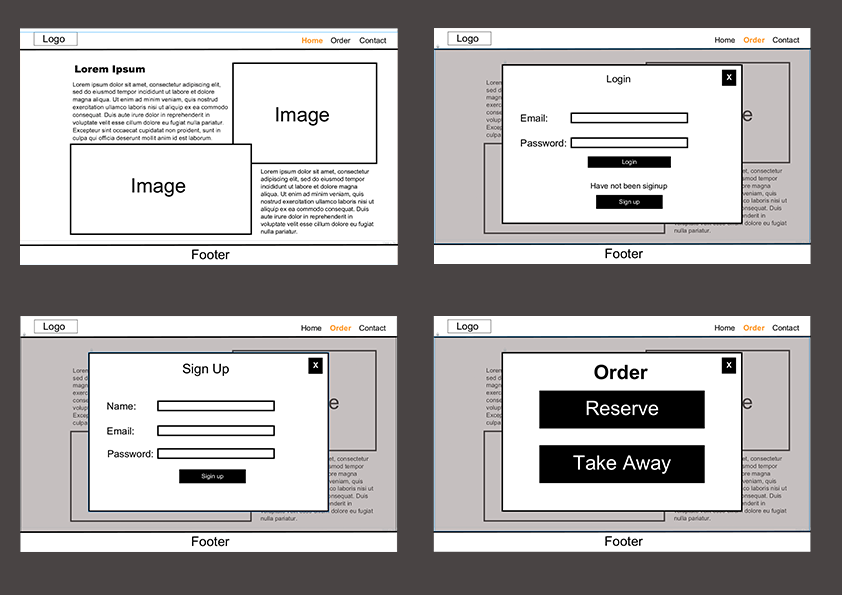 Logo
Home Order Contact
Lorem Ipsum
Lorem ipsum dolor sit amet, consectetur adipiscing elit,
sed do eiusmod tempor incididunt ut labore et dolore
magna aliqua. Ut enim ad minim veniam, quis nostrud
exercitation ullamco laboris nisi ut aliquip ex ea commodo
consequat. Duis aute irure dolor in reprehenderit in
voluptate velit esse cillum dolore eu fugiat nulla pariatur.
Excepteur sint occaecat cupidatat non proident, sunt in
culpa qui officia deserunt mollit anim id est laborum.
Image
Image
Lorem ipsum dolor sit amet, consectetur
adipiscing elit, sed do eiusmod tempor
incididunt ut labore et dolore magna
aliqua. Ut enim ad minim veniam, quis
nostrud exercitation ullamco laboris nisi ut
aliquip ex ea commodo consequat. Duis
aute irure dolor in reprehenderit in
voluptate velit esse cillum dolore eu fugiat
nulla pariatur.
Footer
Logo
Home Order Contact
Login
X
Email:
Password:
Login
Have not been siginup
Sign up
nulla pariatur.
Footer
Logo
Home Order Contact
Sign Up
X
Name:
Email:
Password:
Sirgn up
nulla pariatur.
Footer
Logo
Home Order Contact
Order
X
Reserve
Take Away
nulla pariatur.
Footer